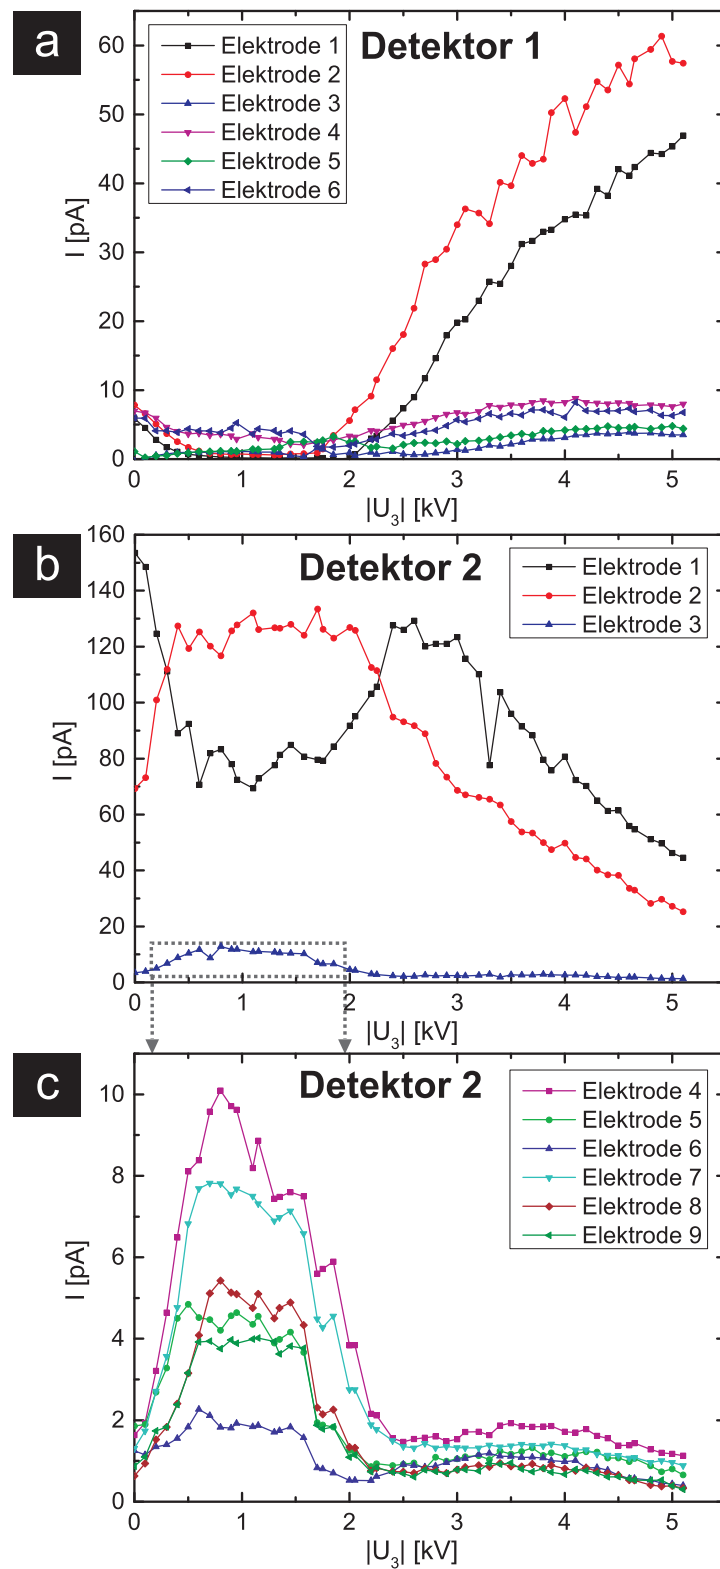 a
Detektor 1
Elektrode 1
Elektrode 2
Elektrode 3
Elektrode 4
Elektrode 5
Elektrode 6
I [pA]
60
50
40
30
20
10
0
0 1 2 3 4 5
|U3| [kV]
b
Detektor 2
Elektrode 1
Elektrode 2
Elektrode 3
I [pA]
160
140
120
100
80
60
40
20
0
0 1 2 3 4 5
|U3| [kV]
c
Detektor 2
Elektrode 4
Elektrode 5
Elektrode 6
Elektrode 7
Elektrode 8
Elektrode 9
I [pA]
10
8
6
4
2
0
0 1 2 3 4 5
|U3| [kV]